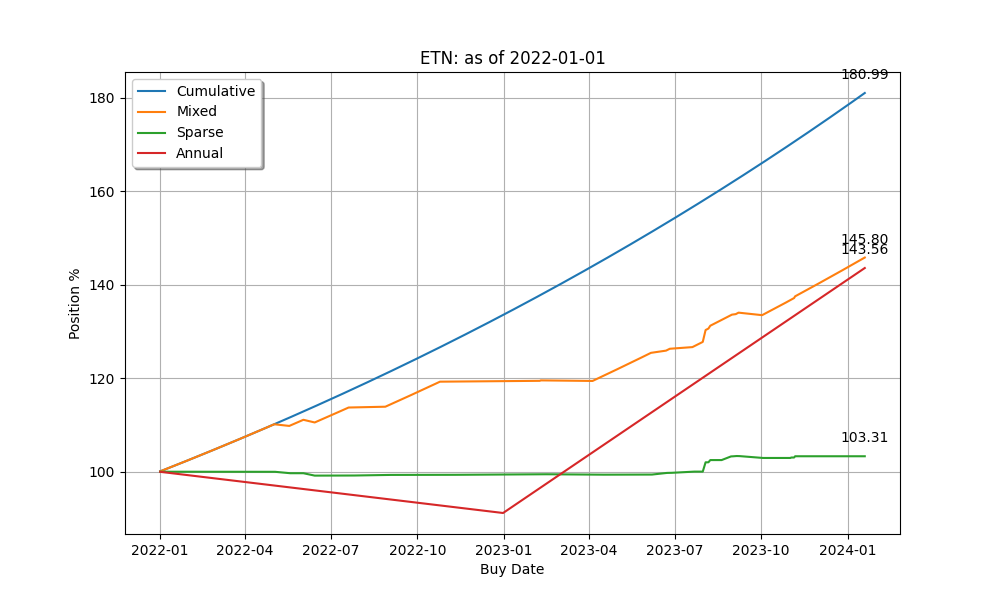 ETN: as of 2022-01-01
Cumulative
Mixed
Sparse
Annual
180.99
145.80
143.56
103.31
180
160
140
120
100
Position %
2022-01 2022-04 2022-07 2022-10 2023-01 2023-04 2023-07 2023-10 2024-01
Buy Date